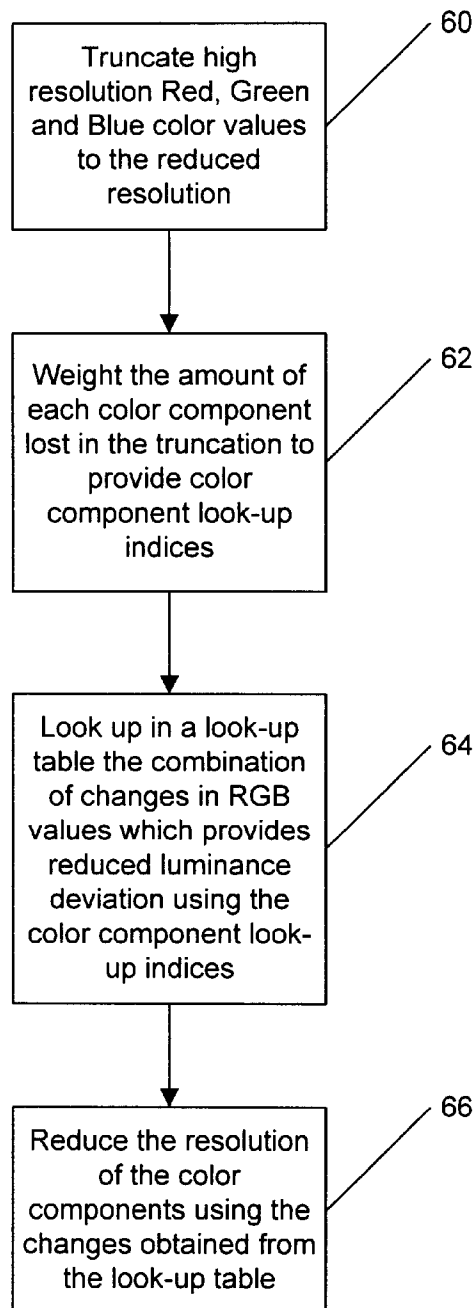 60
Truncate high
resolution Red, Green
and Blue color values
to the reduced
resolution
62
Weight the amount of
each color component
lost in the truncation to
provide color
component look-up
indices
64
Look up in a look-up
table the combination
of changes in RGB
values which provides
reduced luminance
deviation using the
color component look-
up indices
66
Reduce the resolution
of the color
components using the
changes obtained from
the look-up table